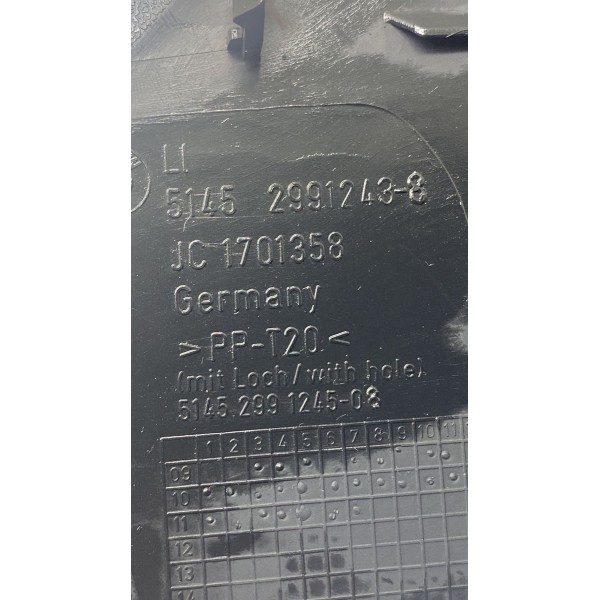 LI
5145 2991243-8
JC 1701358
Germany
>PP-T20<
(mit Loch/with hole)
5145 299 1245-08
1 2 3 4 5 6 7 8 9 10 11
09
10
11
12
13
14